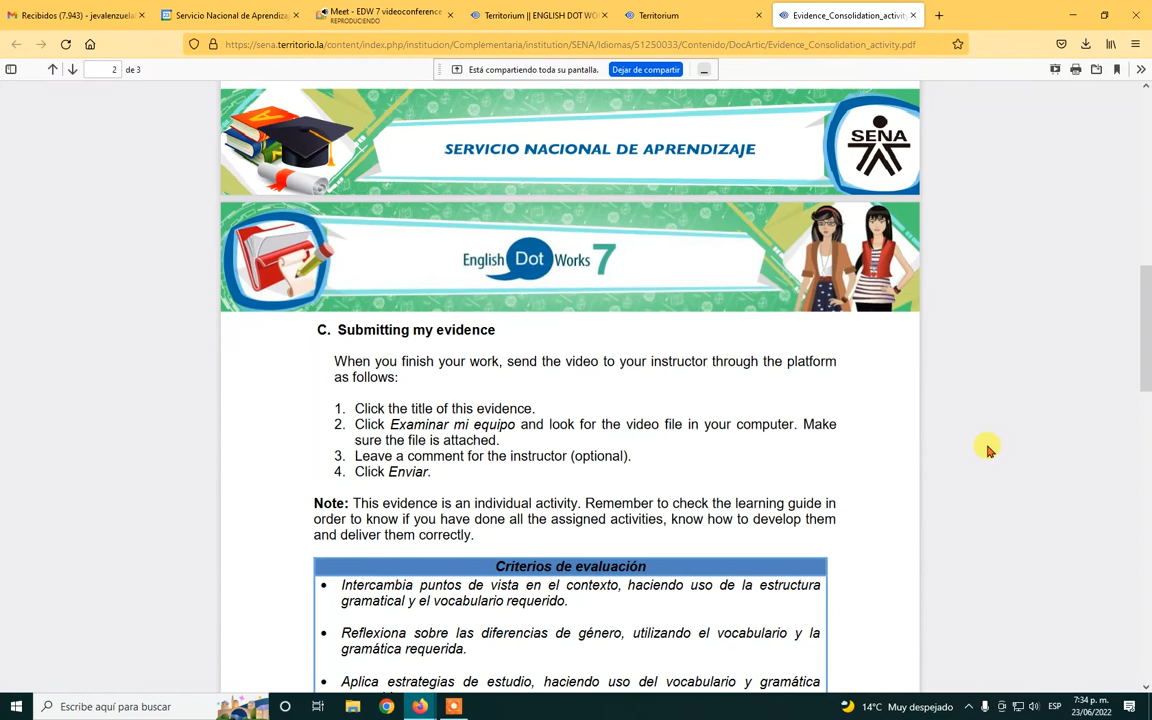 Recibidos (7.943) - jevalenzuela
Servicio Nacional de Aprendiza
Meet - EDW 7 videoconference
REPRODUCIENDO
Territorium || ENGLISH DOT WO
Territorium
Evidence_Consolidation_activity
https://sena.territorio.la/content/index.php/institucion/Complementaria/institution/SENA/Idiomas/51250033/Contenido/DocArtic/Evidence_Consolidation_activity.pdf
2 de 3
Está compartiendo toda su pantalla. Dejar de compartir
SERVICIO NACIONAL DE APRENDIZAJE
SENA
English Dot Works 7
C. Submitting my evidence
When you finish your work, send the video to your instructor through the platform
as follows:
1. Click the title of this evidence.
2. Click Examinar mi equipo and look for the video file in your computer. Make
sure the file is attached.
3. Leave a comment for the instructor (optional).
4. Click Enviar.
Note: This evidence is an individual activity. Remember to check the learning guide in
order to know if you have done all the assigned activities, know how to develop them
and deliver them correctly.
Criterios de evaluación
• Intercambia puntos de vista en el contexto, haciendo uso de la estructura
gramatical y el vocabulario requerido.
• Reflexiona sobre las diferencias de género, utilizando el vocabulario y la
gramática requerida.
• Aplica estrategias de estudio, haciendo uso del vocabulario y gramática
Escribe aquí para buscar
14°C Muy despejado
ESP
7:34 p. m.
23/06/2022